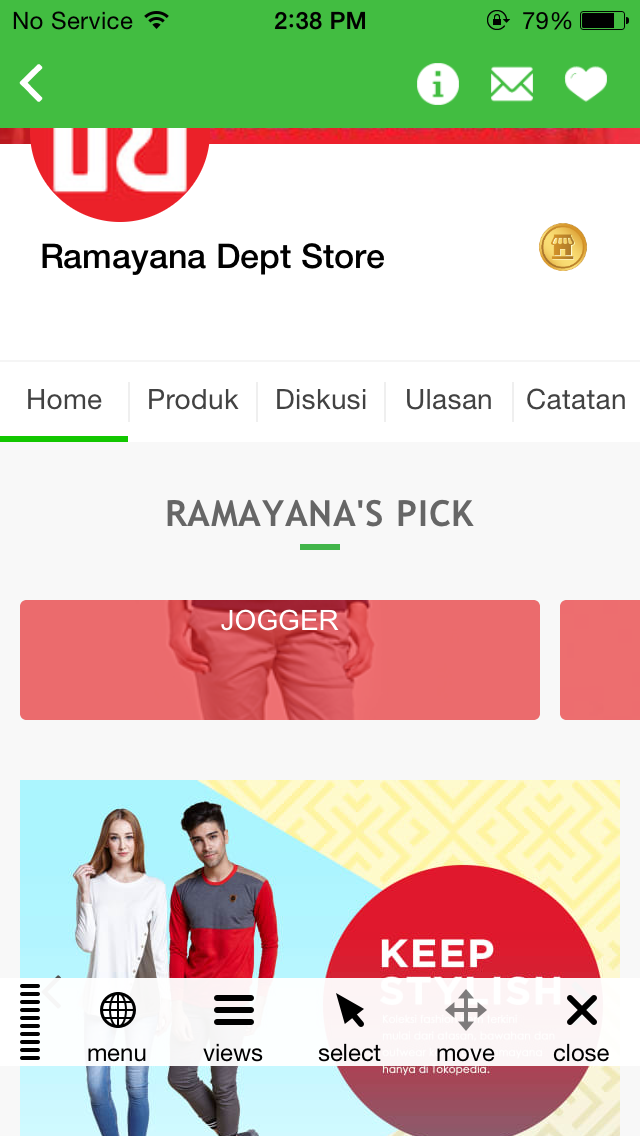 No Service 2:38 PM 79%
Ramayana Dept Store
Home Produk Diskusi Ulasan Catatan
RAMAYANA'S PICK
JOGGER
KEEP
STYLISH
menu views select move close
hanya di Tokopedia.